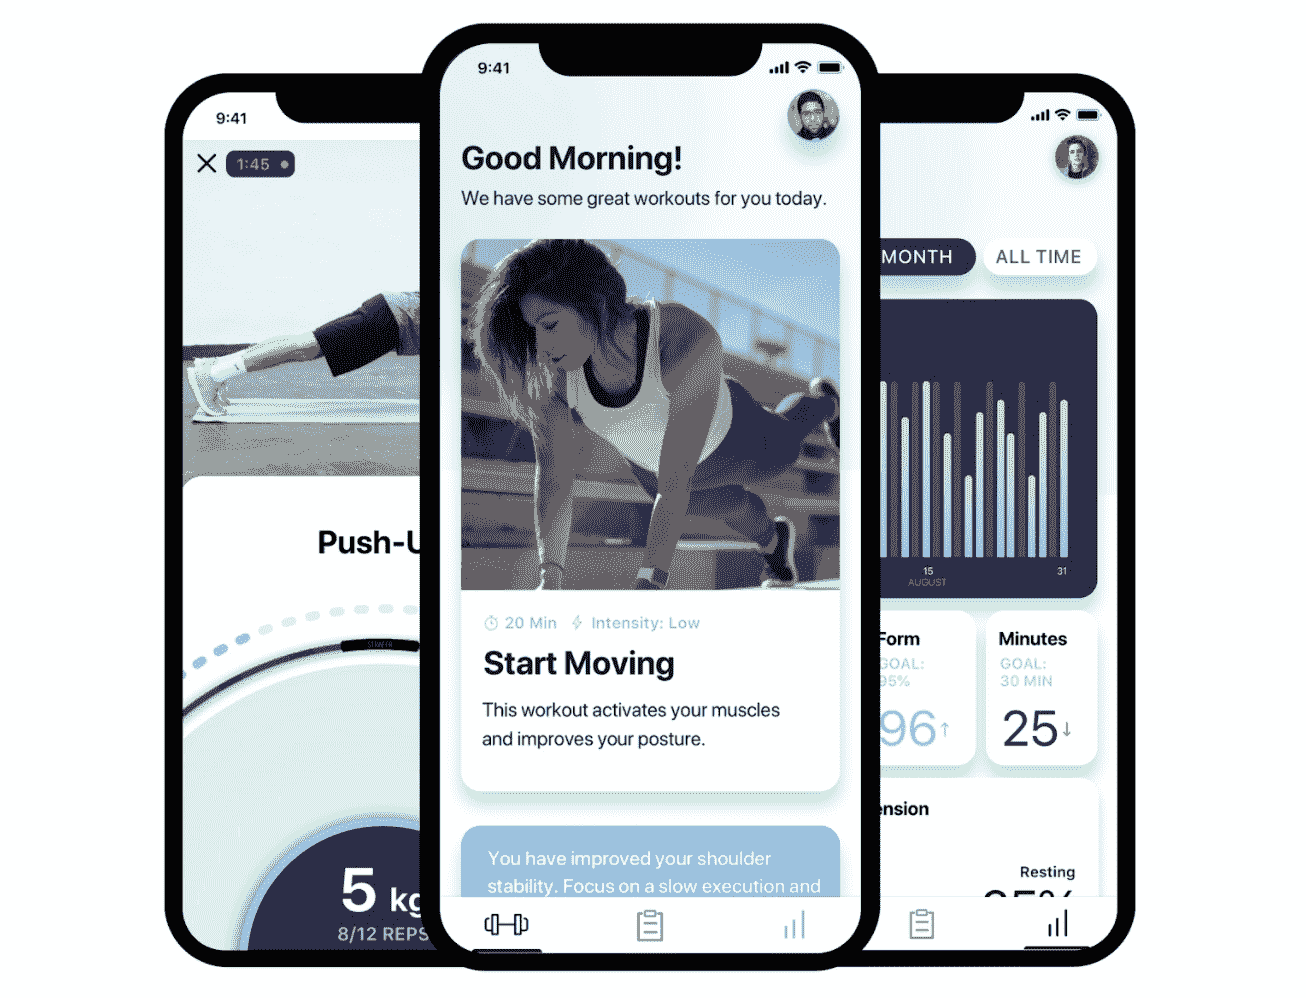 9:41
1:45
Push-U
5 kg
8/12 REPS
9:41
Good Morning!
We have some great workouts for you today.
20 Min Intensity: Low
Start Moving
This workout activates your muscles
and improves your posture.
You have improved your shoulder
stability. Focus on a slow execution and
MONTH ALL TIME
15
AUGUST
31
Form
GOAL:
95%
96↑
Minutes
GOAL:
30 MIN
25↓
ension
Resting